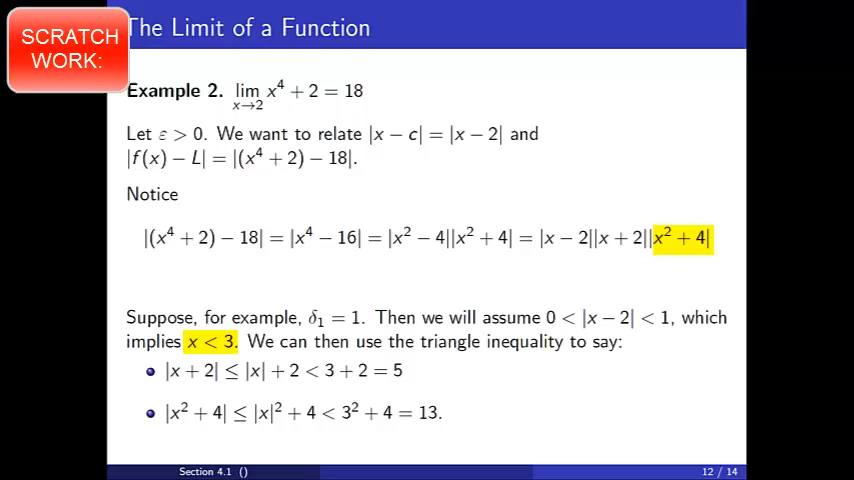 SCRATCH
WORK:
The Limit of a Function
Example 2. lim x→2 x⁴ + 2 = 18
Let ε > 0. We want to relate |x − c| = |x − 2| and
|f(x) − L| = |(x⁴ + 2) − 18|.
Notice
|(x⁴ + 2) − 18| = |x⁴ − 16| = |x² − 4||x² + 4| = |x − 2||x + 2||x² + 4|
Suppose, for example, δ₁ = 1. Then we will assume 0 < |x − 2| < 1, which
implies x < 3. We can then use the triangle inequality to say:
• |x + 2| ≤ |x| + 2 < 3 + 2 = 5
• |x² + 4| ≤ |x|² + 4 < 3² + 4 = 13.
Section 4.1 ()
12 / 14